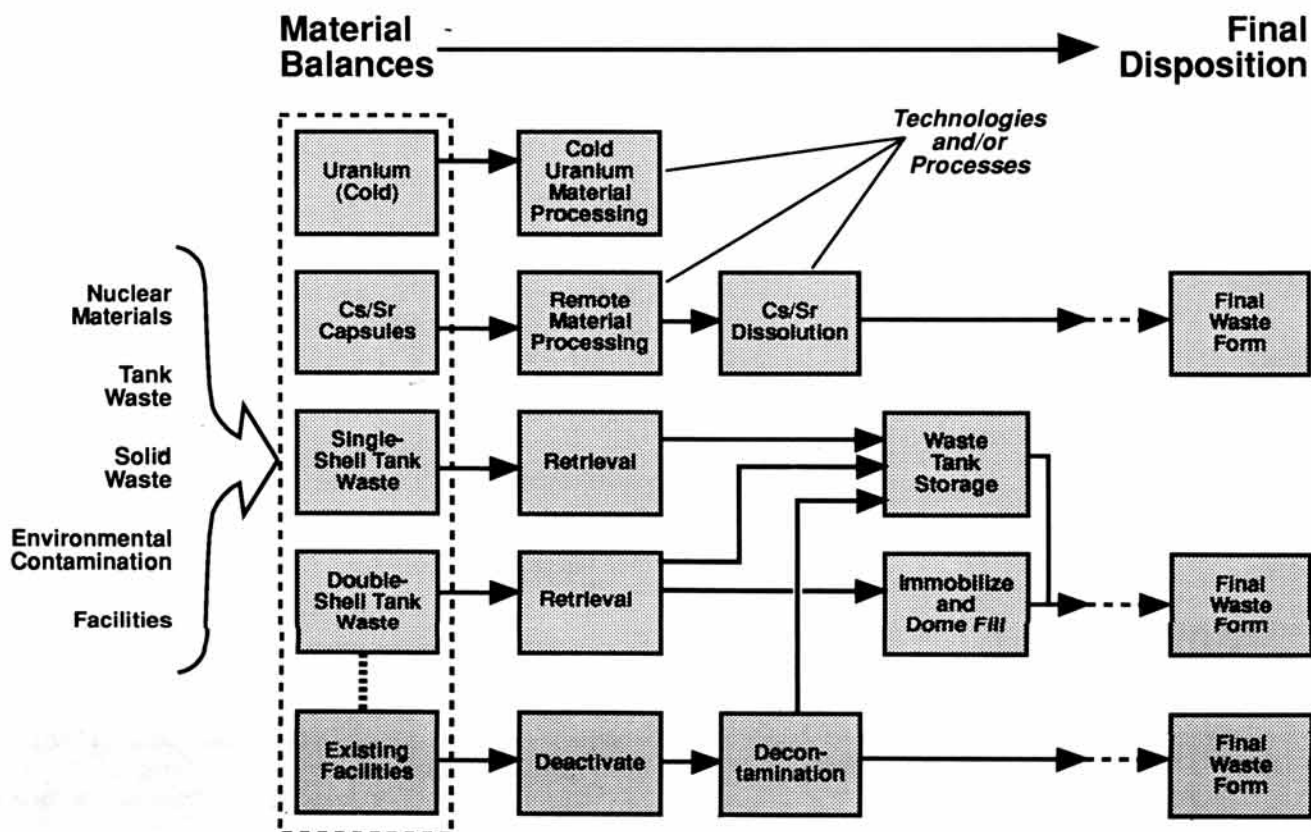 Material
Balances
Final
Disposition
Technologies
and/or
Processes
Uranium
(Cold)
Cold
Uranium
Material
Processing
Nuclear
Materials
Tank
Waste
Solid
Waste
Environmental
Contamination
Facilities
Cs/Sr
Capsules
Remote
Material
Processing
Cs/Sr
Dissolution
Final
Waste
Form
Single-
Shell Tank
Waste
Retrieval
Waste
Tank
Storage
Double-
Shell Tank
Waste
Retrieval
Immobilize
and
Dome Fill
Final
Waste
Form
Existing
Facilities
Deactivate
Decon-
tamination
Final
Waste
Form